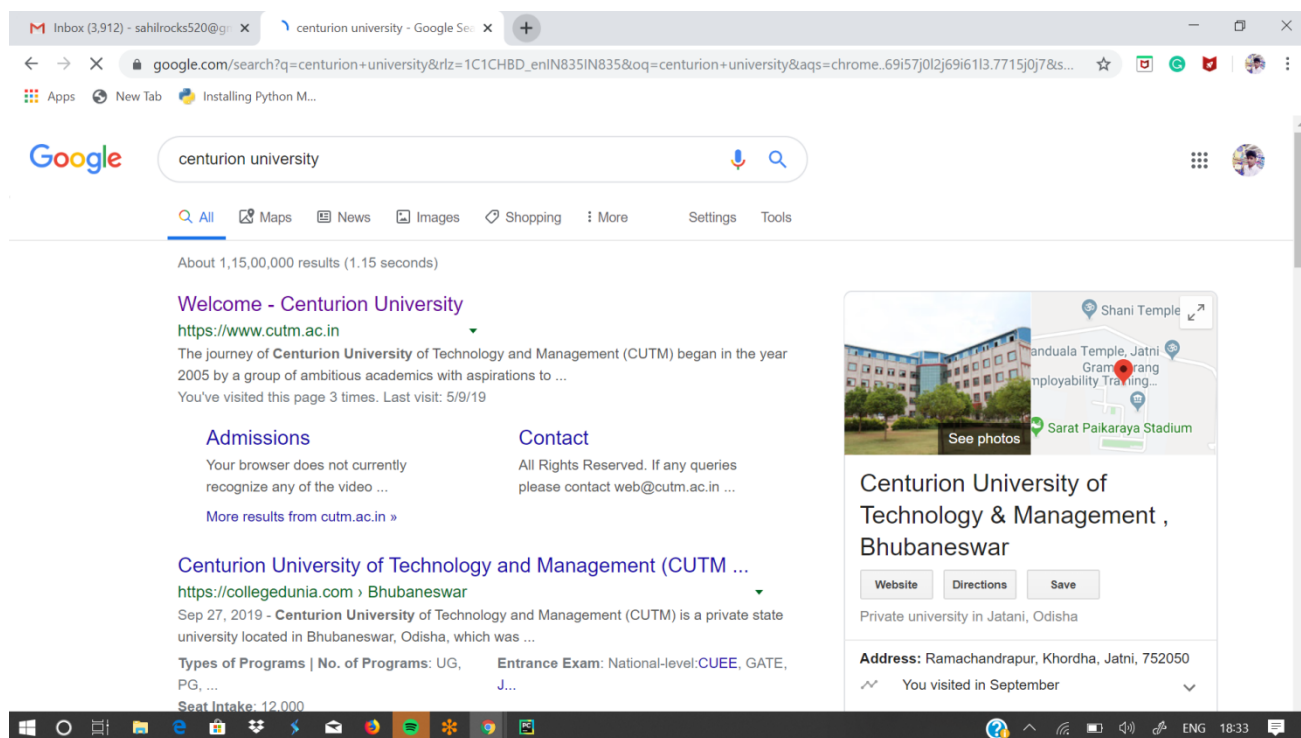 Inbox (3,912) - sahilrocks520@gr
centurion university - Google Sea
google.com/search?q=centurion+university&rlz=1C1CHBD_enIN835IN835&oq=centurion+university&aqs=chrome..69i57j0l2j69i61l3.7715j0j7&s...
Apps New Tab Installing Python M...
Google centurion university
All Maps News Images Shopping More Settings Tools
About 1,15,00,000 results (1.15 seconds)
Welcome - Centurion University
https://www.cutm.ac.in
The journey of Centurion University of Technology and Management (CUTM) began in the year
2005 by a group of ambitious academics with aspirations to ...
You've visited this page 3 times. Last visit: 5/9/19
Admissions
Your browser does not currently
recognize any of the video ...
Contact
All Rights Reserved. If any queries
please contact web@cutm.ac.in ...
More results from cutm.ac.in »
Centurion University of Technology and Management (CUTM ...
https://collegedunia.com › Bhubaneswar
Sep 27, 2019 - Centurion University of Technology and Management (CUTM) is a private state
university located in Bhubaneswar, Odisha, which was ...
Types of Programs | No. of Programs: UG,
PG, ...
Seat Intake: 12,000
Entrance Exam: National-level:CUEE, GATE,
J...
Shani Temple
anduala Temple, Jatni
Gram
rang
mployability Training...
Sarat Paikaraya Stadium
See photos
Centurion University of
Technology & Management ,
Bhubaneswar
Website Directions Save
Private university in Jatani, Odisha
Address: Ramachandrapur, Khordha, Jatni, 752050
You visited in September
ENG 18:33